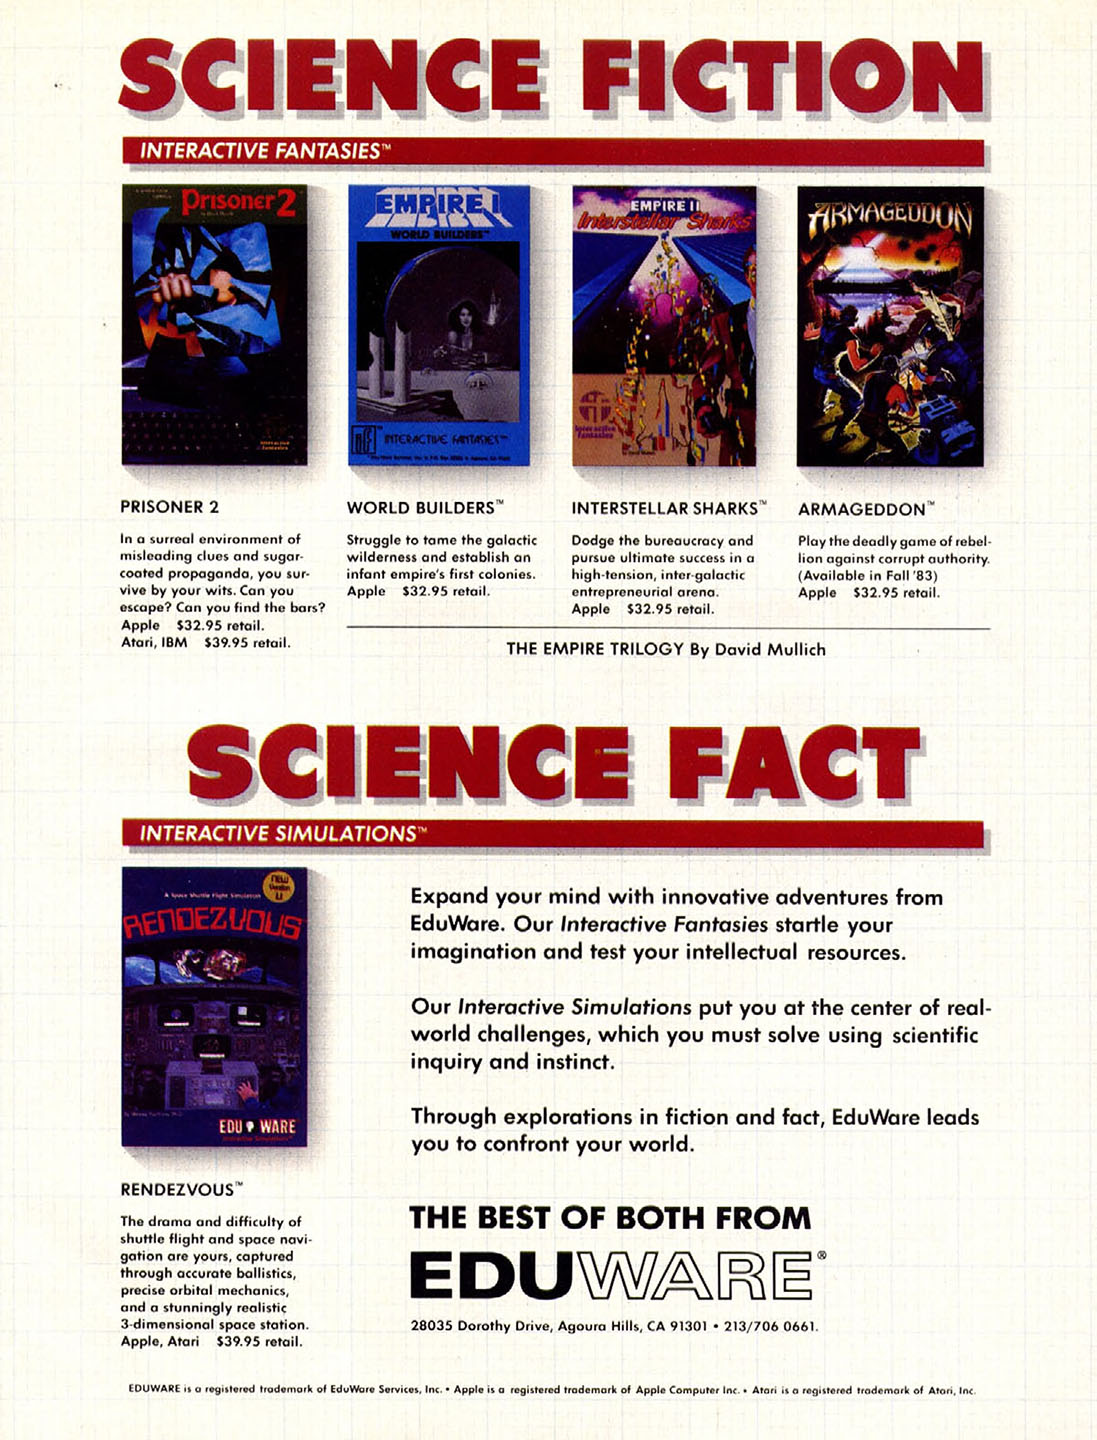 SCIENCE FICTION
INTERACTIVE FANTASIES™
Prisoner 2
EMPIRE I
WORLD BUILDERS™
INTERACTIVE FANTASIES™
EMPIRE II
Interstellar Sharks
interactive
fantasies
ARMAGEDDON
PRISONER 2
In a surreal environment of
misleading clues and sugar-
coated propaganda, you sur-
vive by your wits. Can you
escape? Can you find the bars?
Apple $32.95 retail.
Atari, IBM $39.95 retail.
WORLD BUILDERS™
Struggle to tame the galactic
wilderness and establish an
infant empire's first colonies.
Apple $32.95 retail.
INTERSTELLAR SHARKS™
Dodge the bureaucracy and
pursue ultimate success in a
high-tension, inter-galactic
entrepreneurial arena.
Apple $32.95 retail.
ARMAGEDDON™
Play the deadly game of rebel-
lion against corrupt authority.
(Available in Fall '83)
Apple $32.95 retail.
THE EMPIRE TRILOGY By David Mullich
SCIENCE FACT
INTERACTIVE SIMULATIONS™
NEW
Version
A Space Shuttle Flight Simulation
RENDEZVOUS
EDU WARE
Interactive Simulations™
RENDEZVOUS™
The drama and difficulty of
shuttle flight and space navi-
gation are yours, captured
through accurate ballistics,
precise orbital mechanics,
and a stunningly realistic
3-dimensional space station.
Apple, Atari $39.95 retail.
Expand your mind with innovative adventures from
EduWare. Our Interactive Fantasies startle your
imagination and test your intellectual resources.
Our Interactive Simulations put you at the center of real-
world challenges, which you must solve using scientific
inquiry and instinct.
Through explorations in fiction and fact, EduWare leads
you to confront your world.
THE BEST OF BOTH FROM
EDUWARE®
28035 Dorothy Drive, Agoura Hills, CA 91301 • 213/706 0661.
EDUWARE is a registered trademark of EduWare Services, Inc. • Apple is a registered trademark of Apple Computer Inc. • Atari is a registered trademark of Atari, Inc.